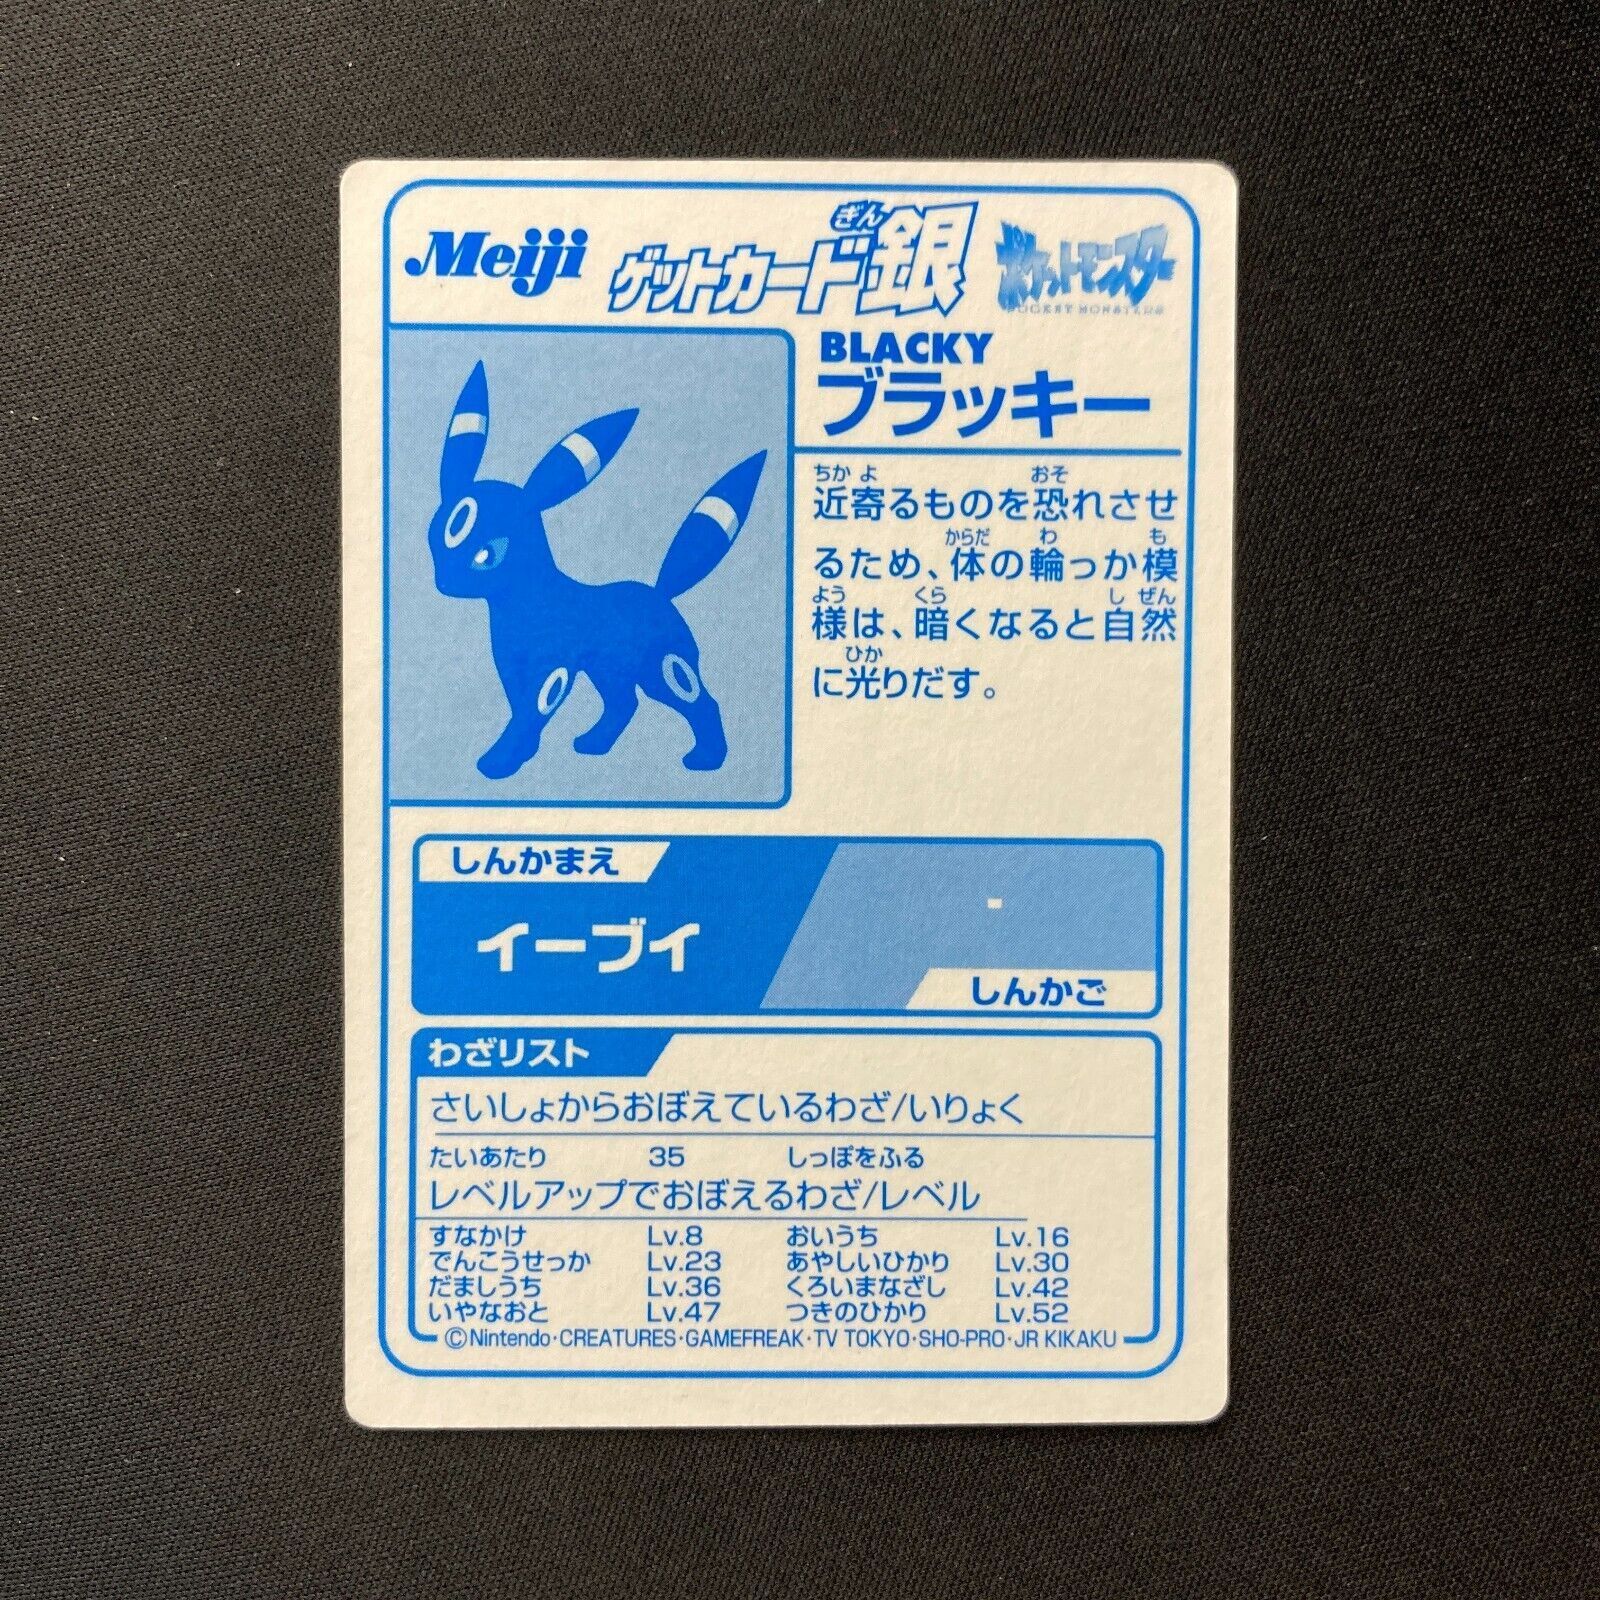 Meiji ゲットカード銀 ポケットモンスター
ぎん
POCKET MONSTERS
BLACKY
ブラッキー
ちか よ おそ
近寄るものを恐れさせ
からだ わ も
るため、体の輪っか模
よう くら し ぜん
様は、暗くなると自然
ひか
に光りだす。
しんかまえ
イーブイ
-
しんかご
わざリスト
さいしょからおぼえているわざ/いりょく
たいあたり 35 しっぽをふる
レベルアップでおぼえるわざ/レベル
すなかけ Lv.8 おいうち Lv.16
でんこうせっか Lv.23 あやしいひかり Lv.30
だましうち Lv.36 くろいまなざし Lv.42
いやなおと Lv.47 つきのひかり Lv.52
©Nintendo・CREATURES・GAMEFREAK・TV TOKYO・SHO-PRO・JR KIKAKU